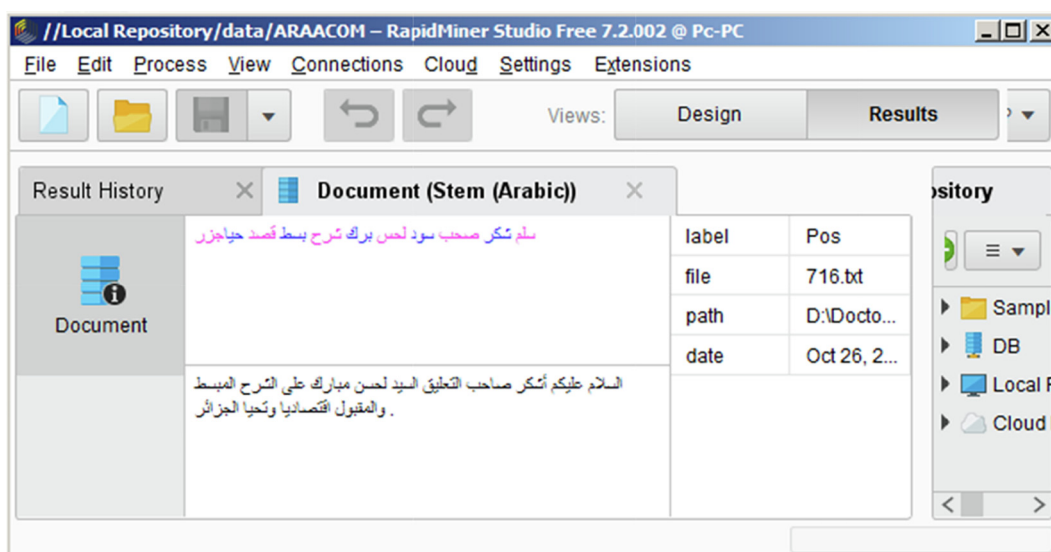 //Local Repository/data/ARAACOM – RapidMiner Studio Free 7.2.002 @ Pc-PC
File Edit Process View Connections Cloud Settings Extensions
Views: Design Results
Result History Document (Stem (Arabic)) ository
Document
سلم شكر صحب سود لحس برك شرح بسط قصد حياجزر
السلام عليكم أشكر صاحب التعليق السيد لحسن مبارك على الشرح المبسط
والمقبول اقتصاديا وتحيا الجزائر .
label Pos
file 716.txt
path D:\Docto...
date Oct 26, 2...
Sampl
DB
Local F
Cloud